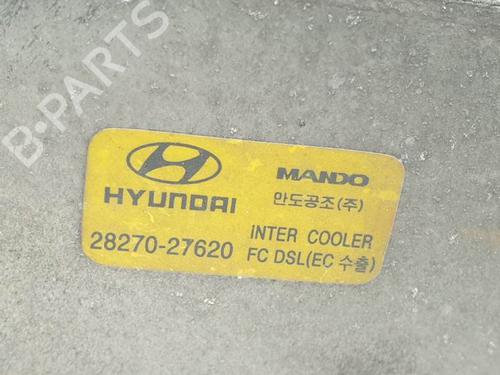 B-PARTS
HYUNDAI
MANDO
만도공조(주)
28270-27620
INTER COOLER
FC DSL(EC 수출)